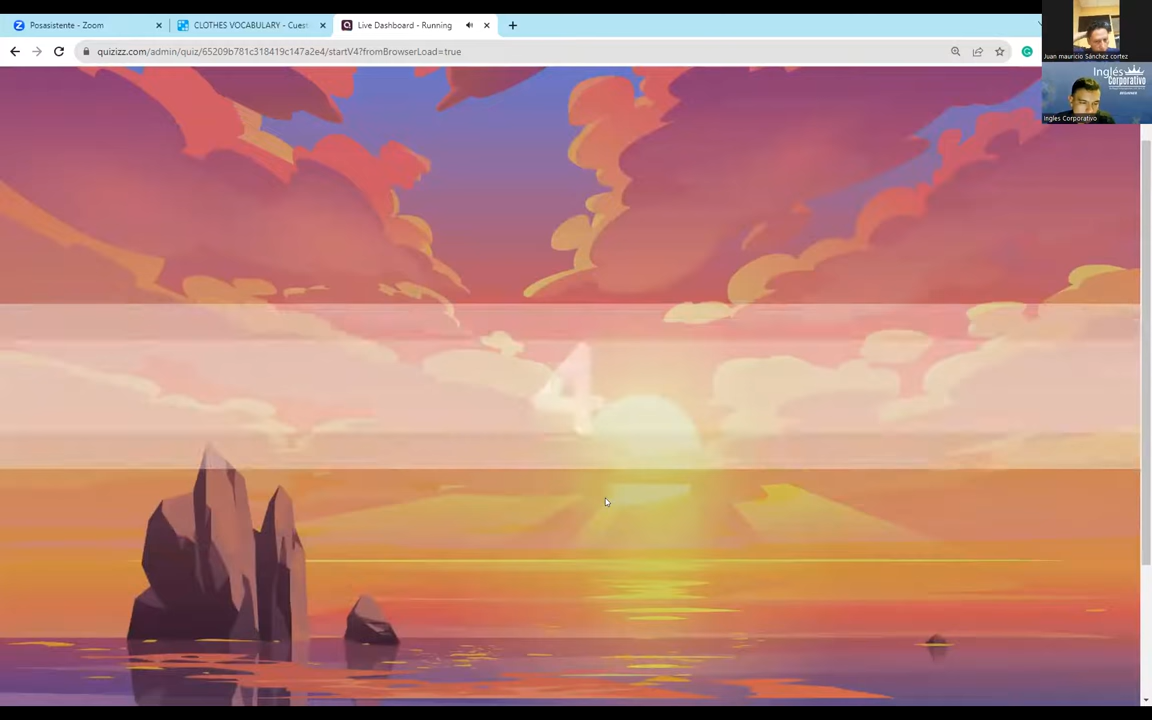 Posasistente - Zoom
CLOTHES VOCABULARY - Cuest
Live Dashboard - Running
quizizz.com/admin/quiz/65209b781c318419c147a2e4/startV4?fromBrowserLoad=true
Juan mauricio Sánchez cortez
Inglés
Corporativo
Ingles Corporativo
4